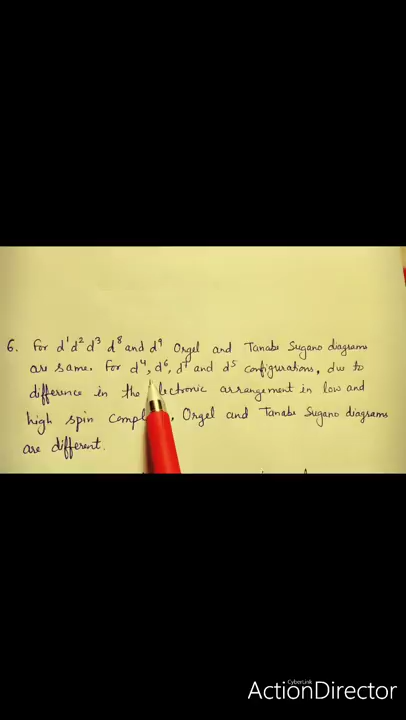 6. For d¹ d² d³ d⁸ and d⁹ Orgel and Tanabe Sugano diagrams
are same. For d⁴, d⁶, d⁷ and d⁵ configurations, due to
difference in the lectronic arrangement in low and
high spin compl , Orgel and Tanabe Sugano diagrams
are different.
CyberLink
ActionDirector